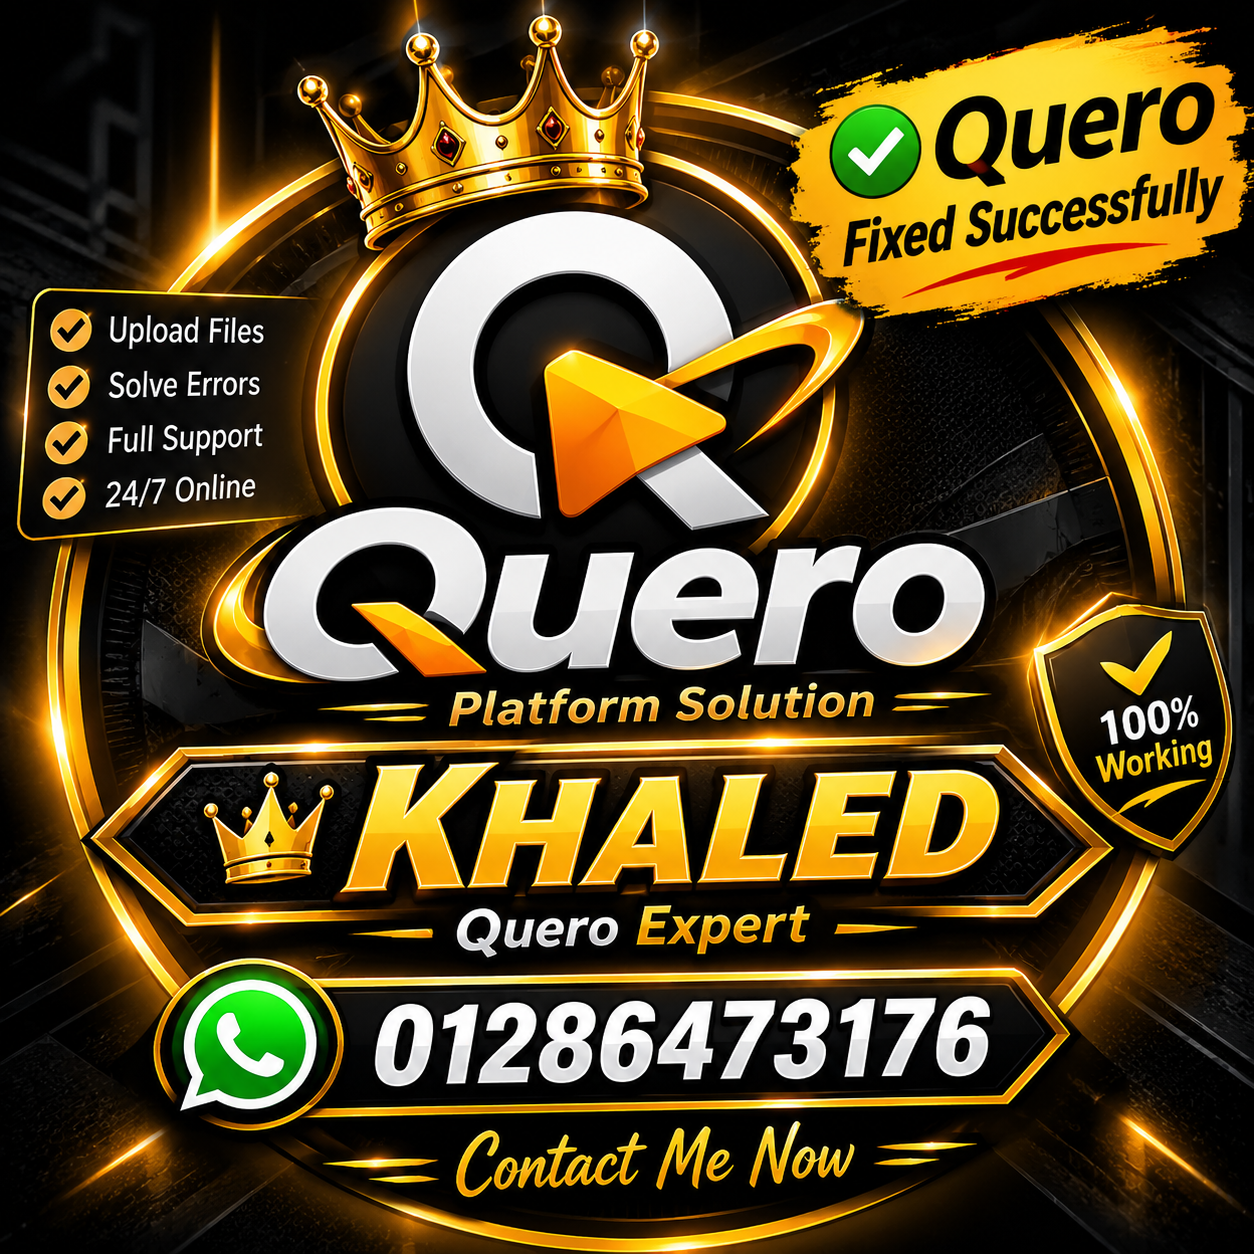 Quero
Fixed Successfully
Upload Files
Solve Errors
Full Support
24/7 Online
Q
Quero
Platform Solution
100%
Working
KHALED
Quero Expert
01286473176
Contact Me Now